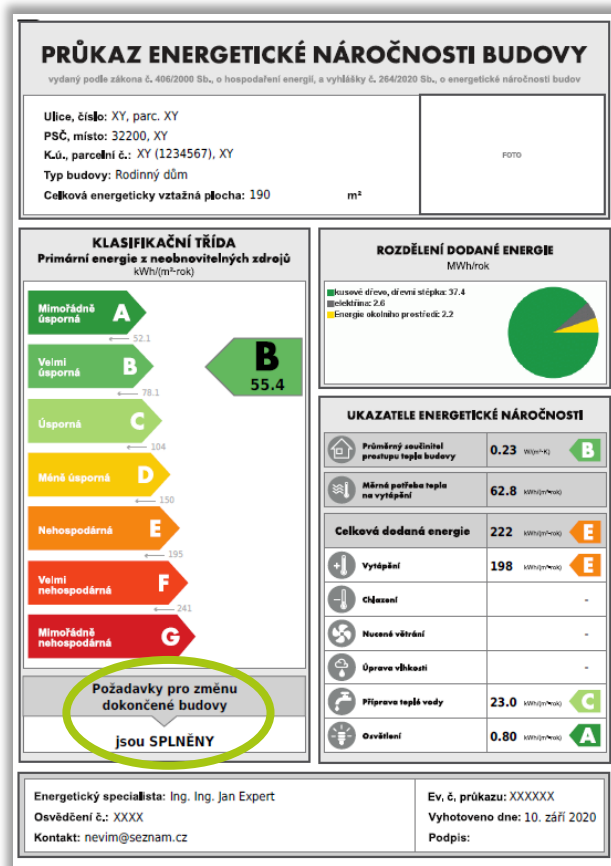 PRŮKAZ ENERGETICKÉ NÁROČNOSTI BUDOVY
vydaný podle zákona č. 406/2000 Sb., o hospodaření energií, a vyhlášky č. 264/2020 Sb., o energetické náročnosti budov
Ulice, číslo: XY, parc. XY
PSČ, místo: 32200, XY
K.ú., parcelní č.: XY (1234567), XY
Typ budovy: Rodinný dům
Celková energeticky vztažná plocha: 190 m²
FOTO
KLASIFIKAČNÍ TŘÍDA
Primární energie z neobnovitelných zdrojů
kWh/(m²·rok)
Mimořádně úsporná A
52.1
Velmi úsporná B
78.1
Úsporná C
104
Méně úsporná D
150
Nehospodárná E
195
Velmi nehospodárná F
241
Mimořádně nehospodárná G
B
55.4
Požadavky pro změnu
dokončené budovy
jsou SPLNĚNY
ROZDĚLENÍ DODANÉ ENERGIE
MWh/rok
kusové dřevo, dřevní štěpka: 37.4
elektřina: 2.6
Energie okolního prostředí: 2.2
UKAZATELE ENERGETICKÉ NÁROČNOSTI
Průměrný součinitel prostupu tepla budovy 0.23 W/(m²·K) B
Měrná potřeba tepla na vytápění 62.8 kWh/(m²·rok)
Celková dodaná energie 222 kWh/(m²·rok) E
Vytápění 198 kWh/(m²·rok) E
Chlazení -
Nucené větrání -
Úprava vlhkosti -
Příprava teplé vody 23.0 kWh/(m²·rok) C
Osvětlení 0.80 kWh/(m²·rok) A
Energetický specialista: Ing. Ing. Jan Expert
Osvědčení č.: XXXX
Kontakt: nevim@seznam.cz
Ev. č. průkazu: XXXXXX
Vyhotoveno dne: 10. září 2020
Podpis: